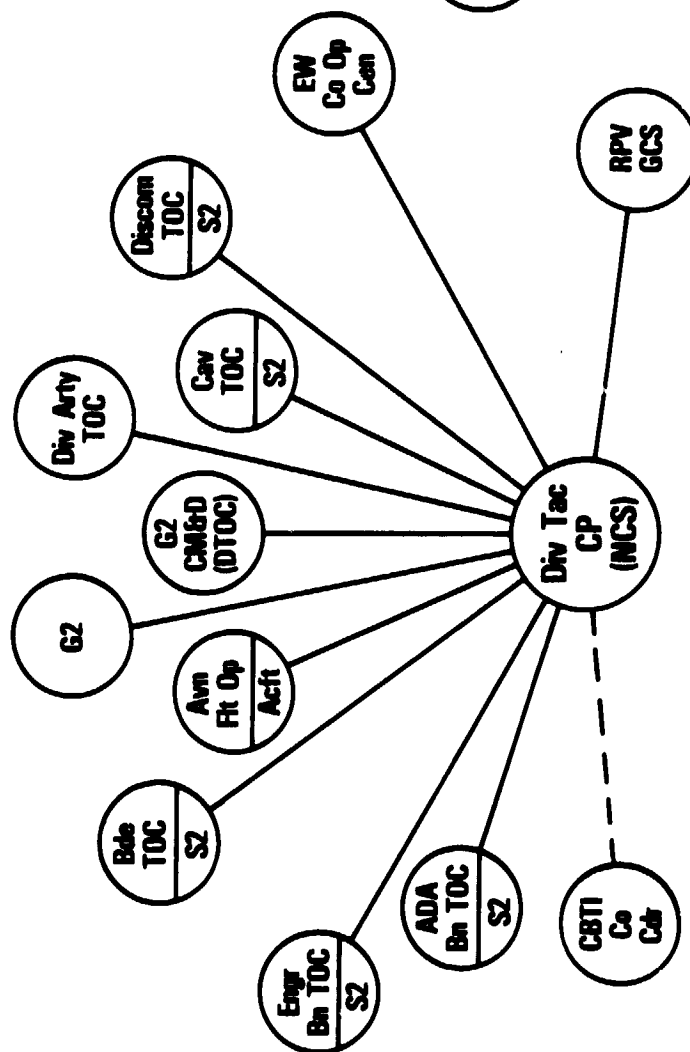 G2
Div Arty
TOC
Bde
TOC
S2
Avn
Flt Op
Acft
G2
CM&D
(DTOC)
Cav
TOC
S2
Discom
TOC
S2
EW
Co Op
Cen
Engr
Bn TOC
S2
ADA
Bn TOC
S2
CBTI
Co
Cdr
Div Tac
CP
(NCS)
RPV
GCS